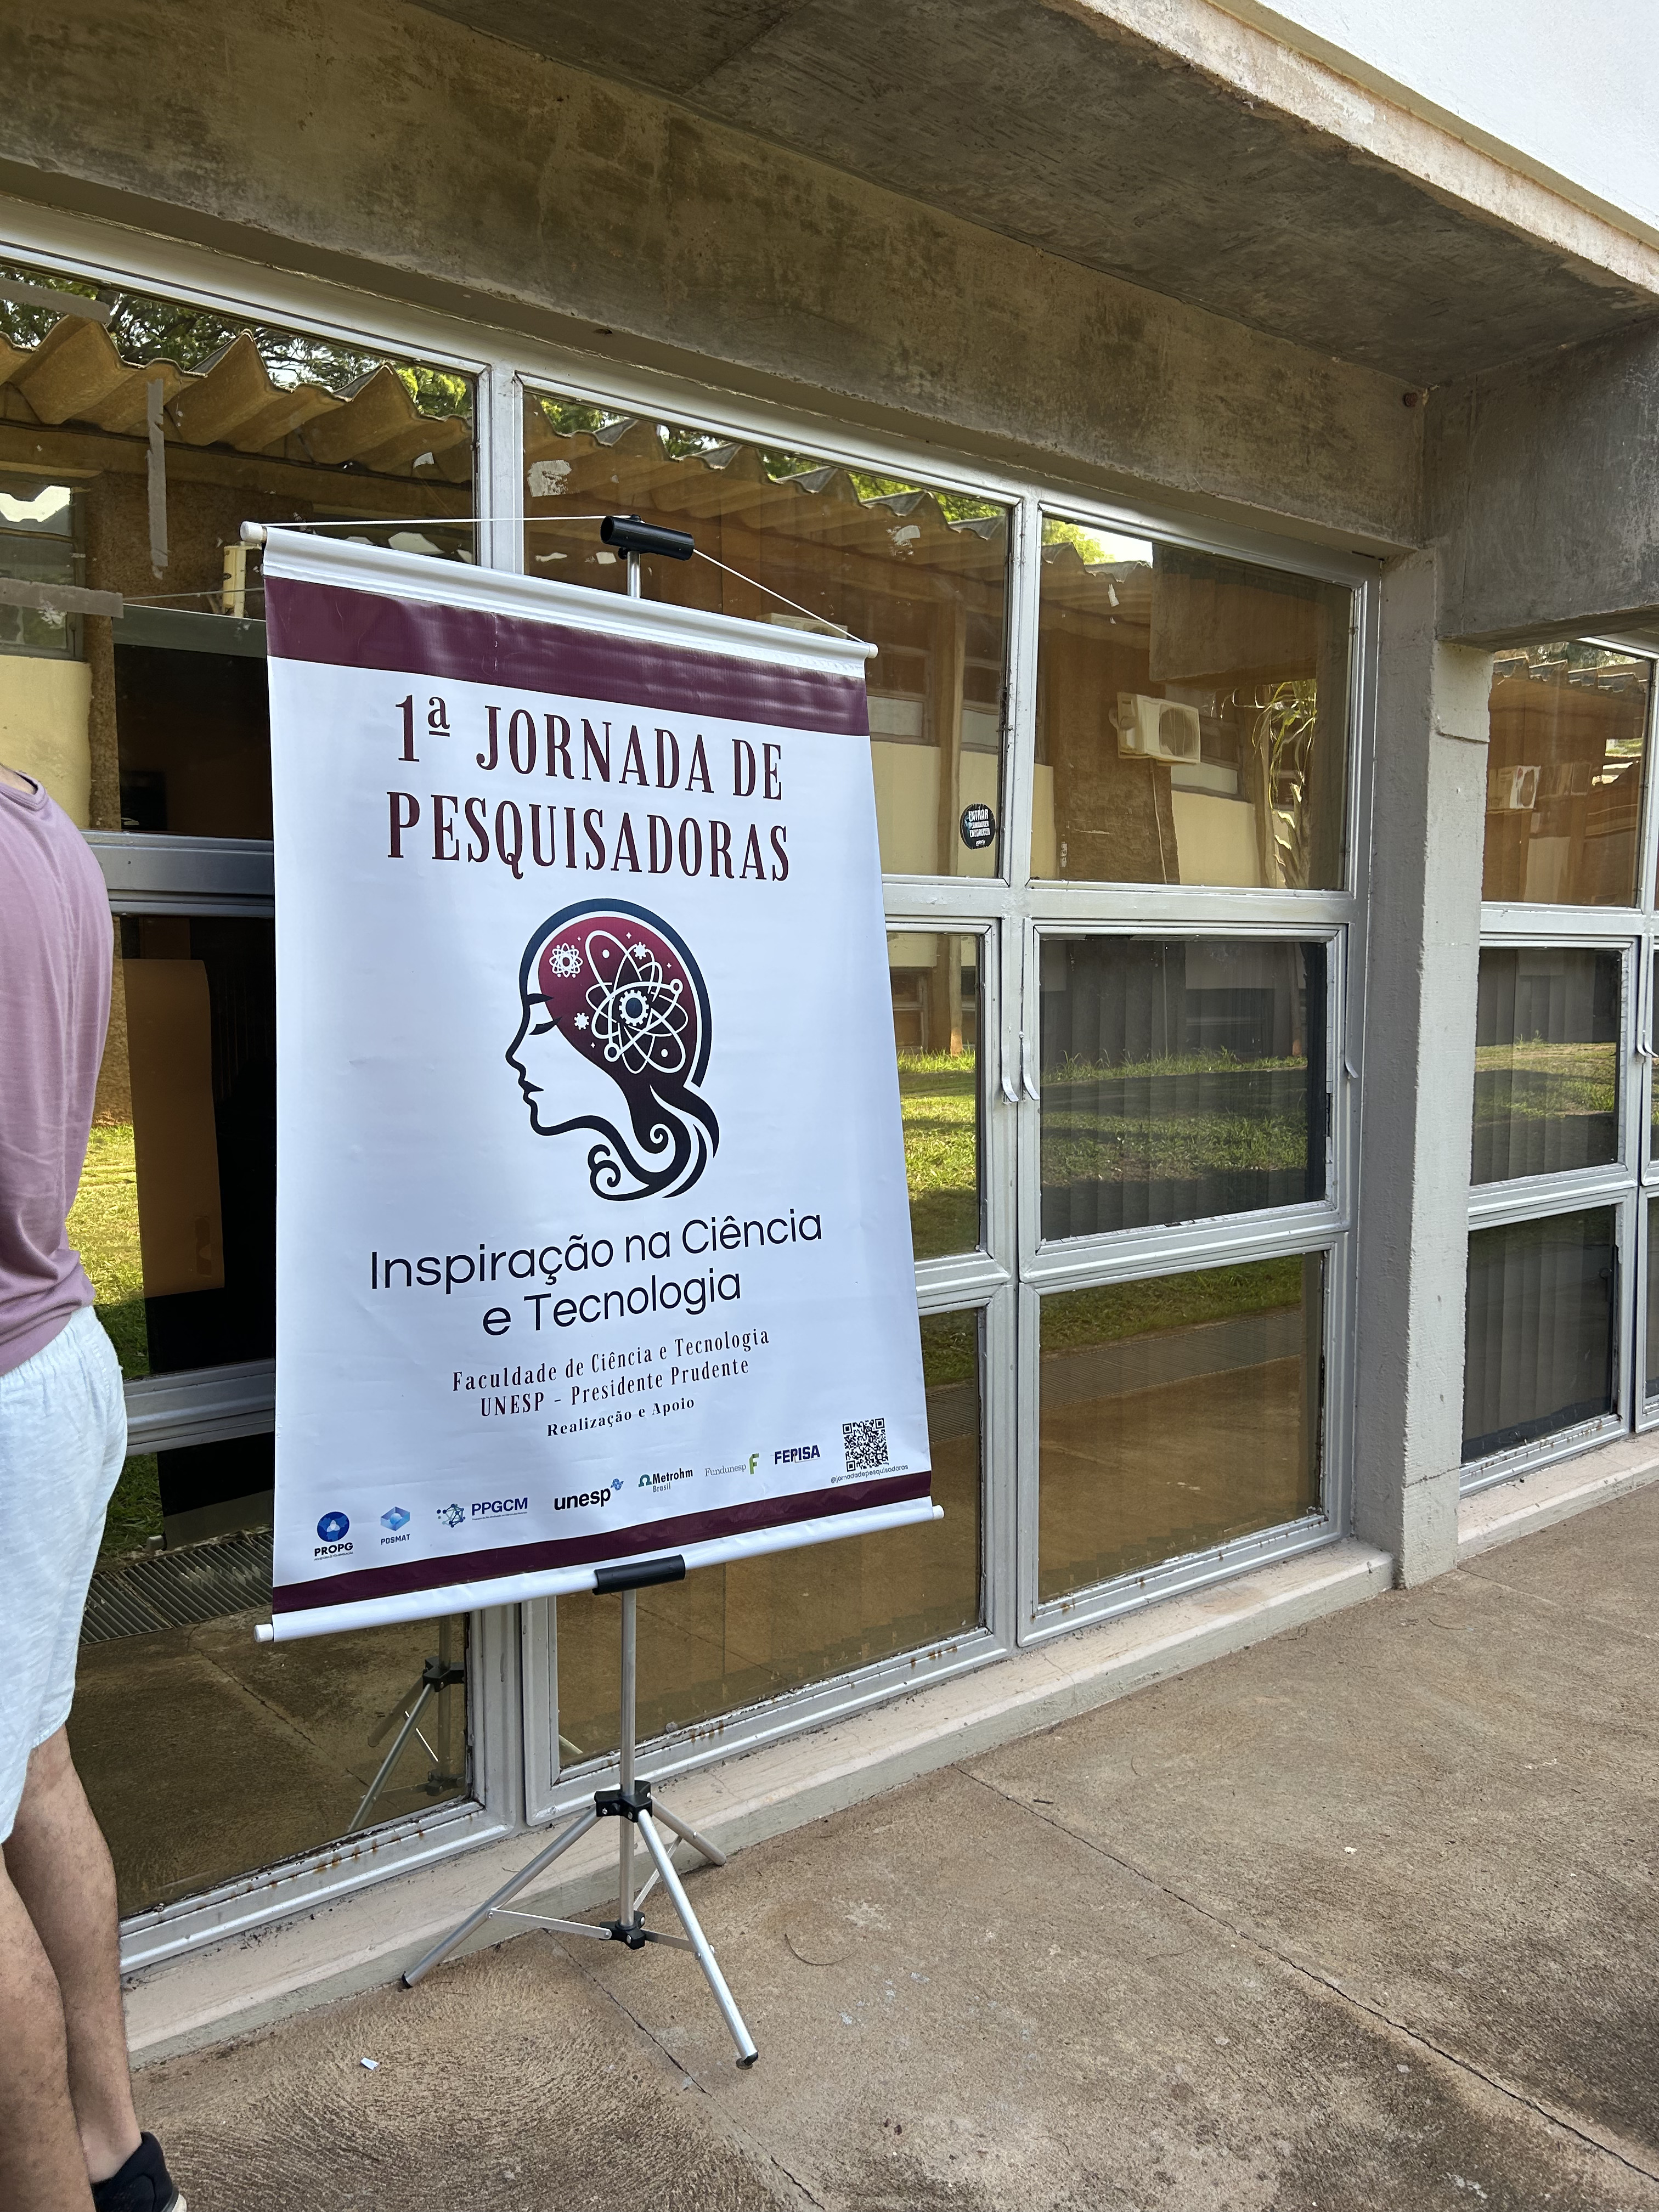 1ª JORNADA DE
PESQUISADORAS
Inspiração na Ciência
e Tecnologia
Faculdade de Ciência e Tecnologia
UNESP - Presidente Prudente
Realização e Apoio
PROPG
POSMAT
PPGCM
unesp
Metrohm
Brasil
Fundunesp
FEPISA
@jornadadepesquisadoras